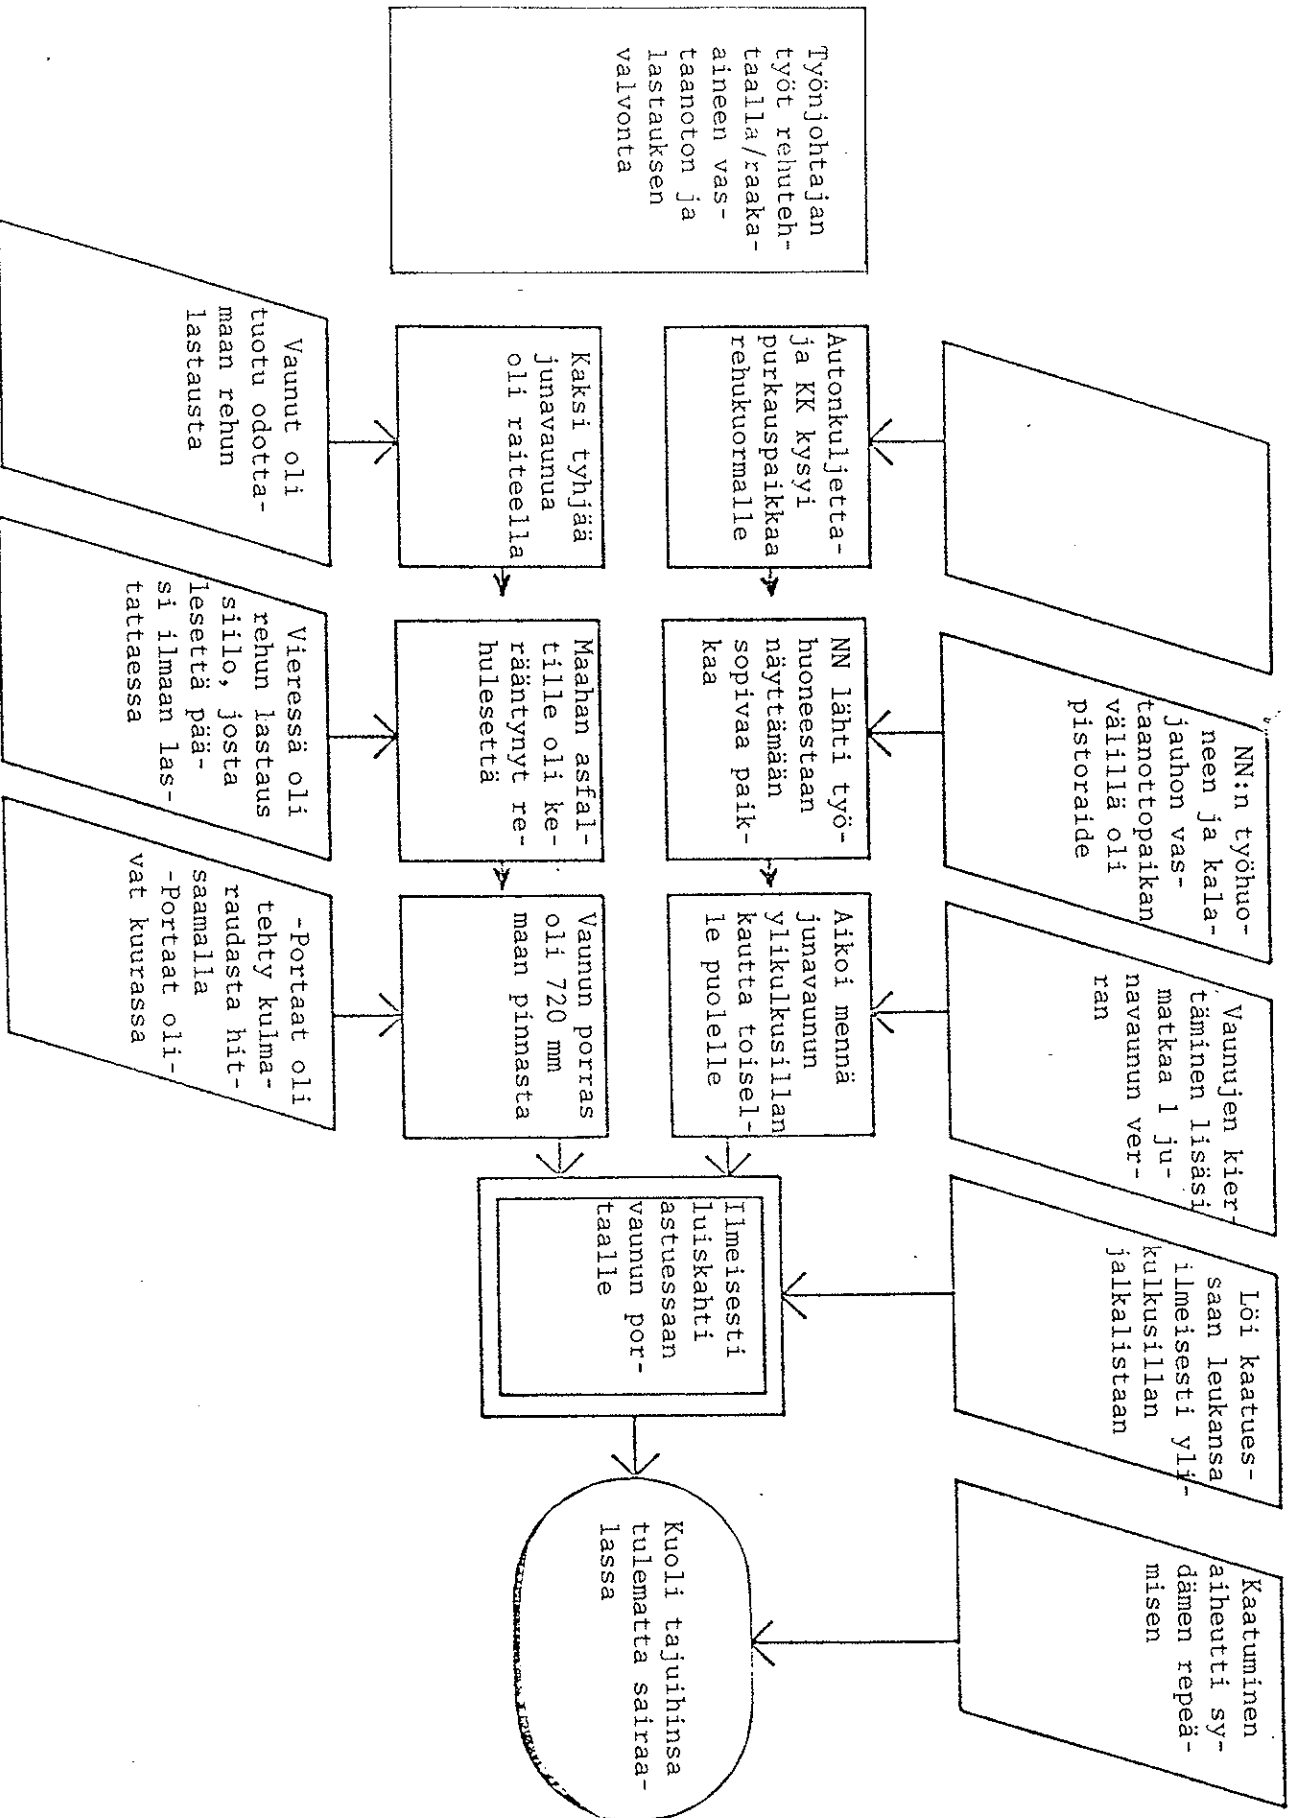 Työnjohtajan
työt rehuteh-
taalla/raaka-
aineen vas-
taanoton ja
lastauksen
valvonta
Autonkuljetta-
ja KK kysyi
purkauspaikkaa
rehukuormalle
NN:n työhuo-
neen ja kala-
jauhon vas-
taanottopaikan
välillä oli
pistoraide
NN lähti työ-
huoneestaan
näyttämään
sopivaa paik-
kaa
Vaunujen kier-
täminen lisäsi
matkaa 1 ju-
navaunun ver-
ran
Aikoi mennä
junavaunun
ylikulkusillan
kautta toisel-
le puolelle
Vaunut oli
tuotu odotta-
maan rehun
lastausta
Kaksi tyhjää
junavaunua
oli raiteella
Vieressä oli
rehun lastaus
siilo, josta
lesettä pää-
si ilmaan las-
tattaessa
Maahan asfal-
tille oli ke-
rääntynyt re-
hulesettä
-Portaat oli
tehty kulma-
raudasta hit-
saamalla
-Portaat oli-
vat kuurassa
Vaunun porras
oli 720 mm
maan pinnasta
Löi kaatues-
saan leukansa
ilmeisesti yli-
kulkusillan
jalkalistaan
Ilmeisesti
luiskahti
astuessaan
vaunun por-
taalle
Kaatuminen
aiheutti sy-
dämen repeä-
misen
Kuoli tajuihinsa
tulematta sairaa-
lassa